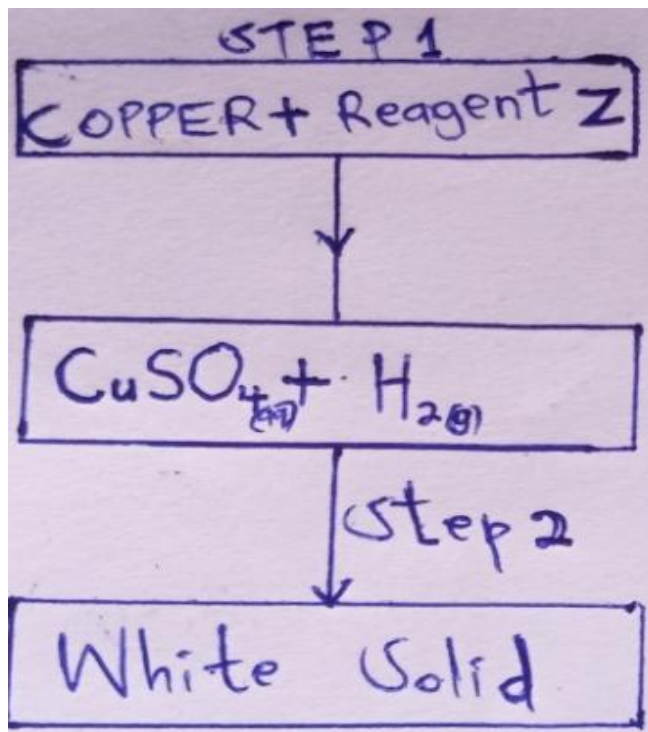 STEP 1
COPPER + Reagent Z
CuSO4(aq) + H2(g)
Step 2
White Solid